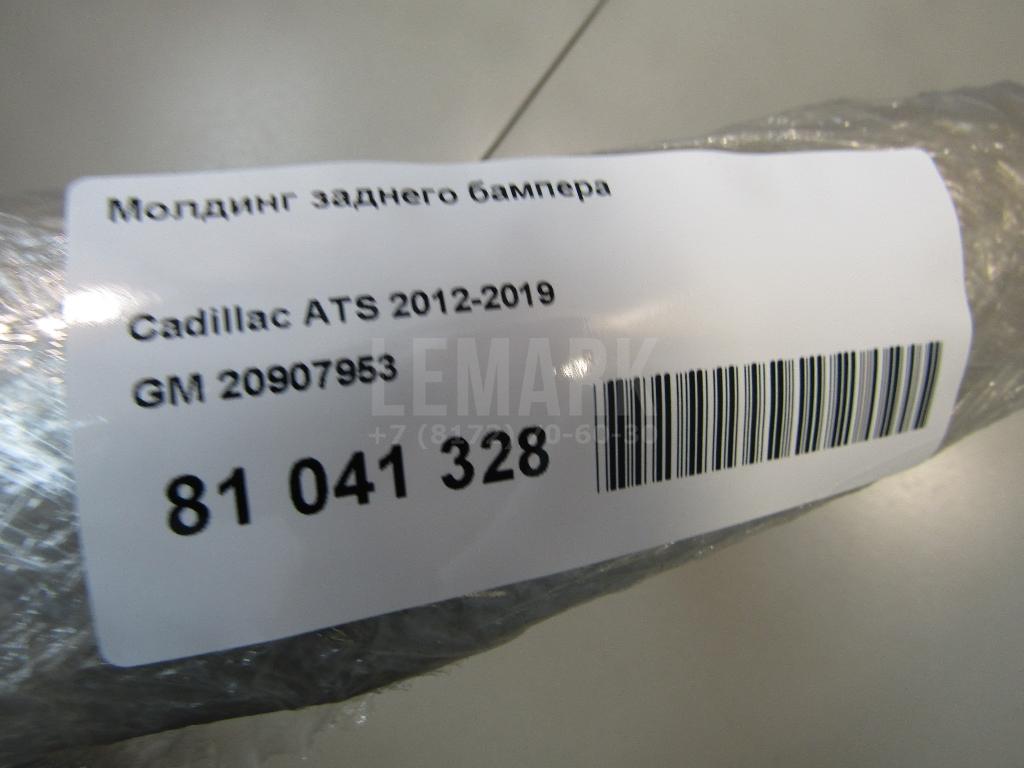 Молдинг заднего бампера
Cadillac ATS 2012-2019
GM 20907953
LEMARK
81 041 328